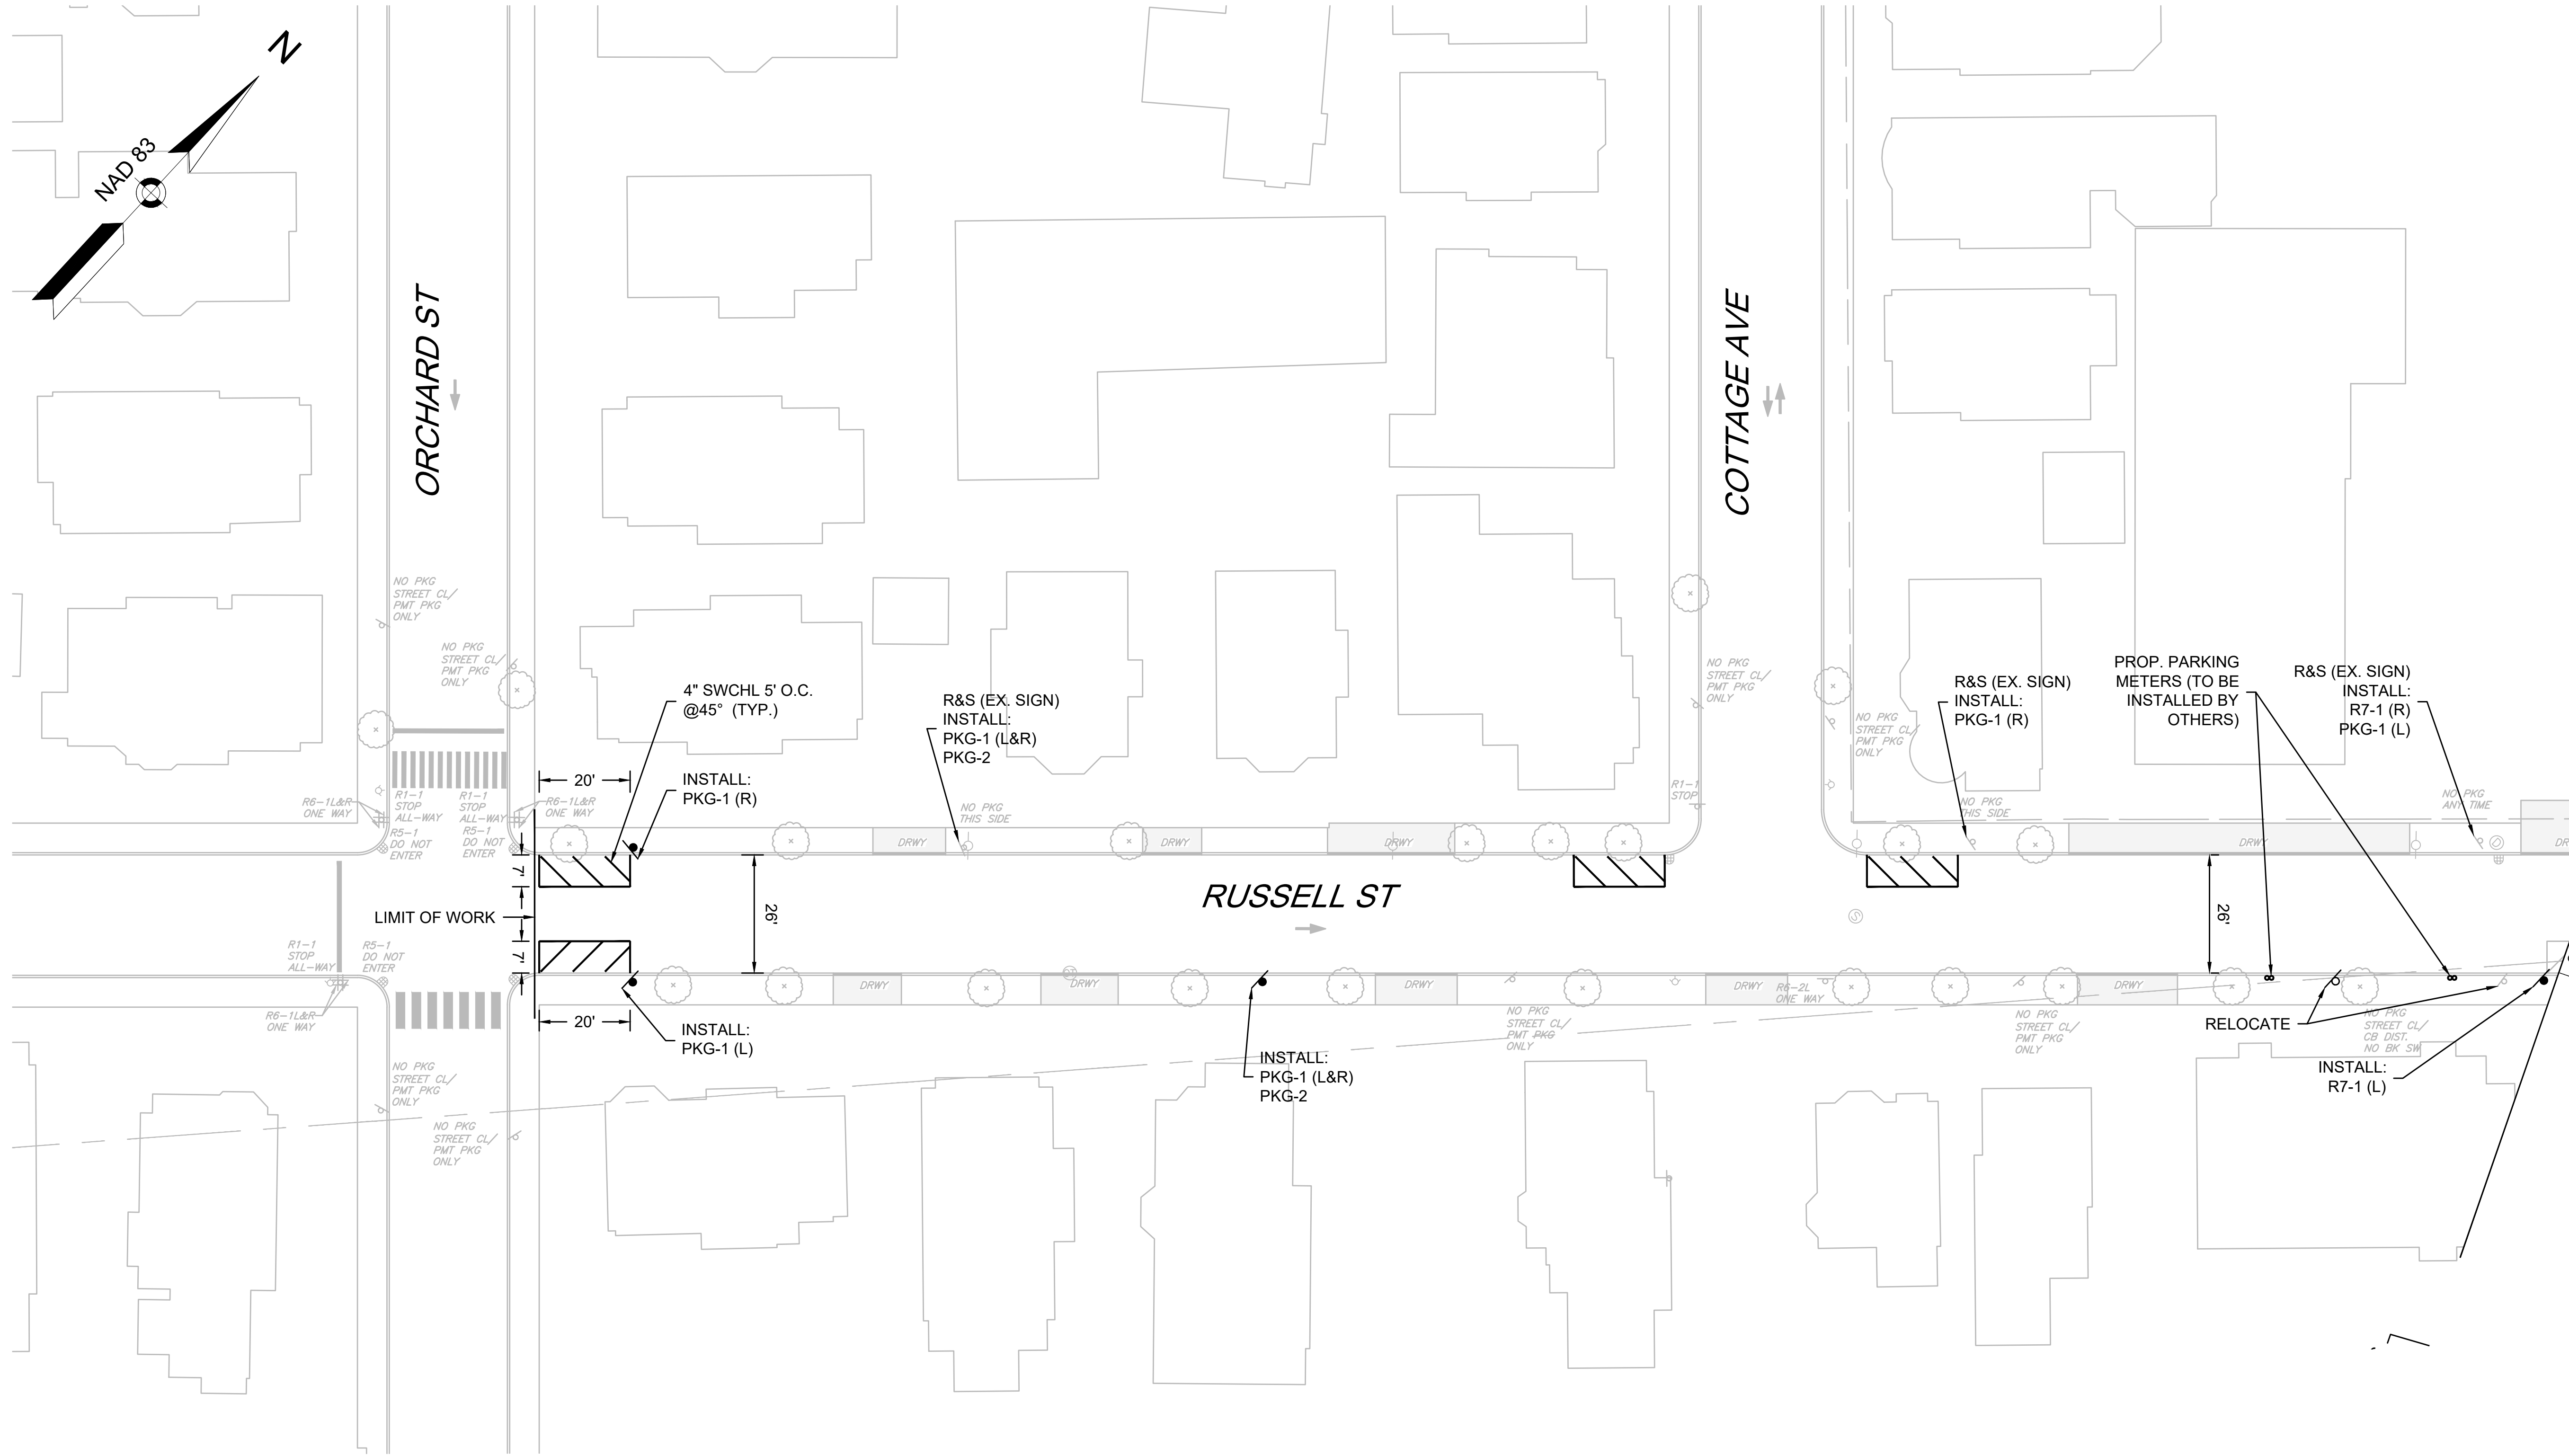 N
NAD 83
ORCHARD ST
COTTAGE AVE
NO PKG
STREET CL/
PMT PKG
ONLY
NO PKG
STREET CL/
PMT PKG
ONLY
4" SWCHL 5' O.C.
@45° (TYP.)
R&S (EX. SIGN)
INSTALL:
PKG-1 (L&R)
PKG-2
NO PKG
STREET CL/
PMT PKG
ONLY
NO PKG
STREET CL/
PMT PKG
ONLY
R&S (EX. SIGN)
INSTALL:
PKG-1 (R)
PROP. PARKING
METERS (TO BE
INSTALLED BY
OTHERS)
R&S (EX. SIGN)
INSTALL:
R7-1 (R)
PKG-1 (L)
20'
INSTALL:
PKG-1 (R)
R6-1L&R
ONE WAY
R1-1
STOP
ALL-WAY
R1-1
STOP
ALL-WAY
R6-1L&R
ONE WAY
R5-1
DO NOT
ENTER
R5-1
DO NOT
ENTER
NO PKG
THIS SIDE
R1-1
STOP
NO PKG
THIS SIDE
NO PKG
ANY TIME
DRWY
DRWY
DRWY
DRWY
DR
7'
26'
RUSSELL ST
26'
LIMIT OF WORK
7'
R1-1
STOP
ALL-WAY
R5-1
DO NOT
ENTER
S
D
DRWY
DRWY
DRWY
DRWY
R6-2L
ONE WAY
DRWY
R6-1L&R
ONE WAY
20'
INSTALL:
PKG-1 (L)
INSTALL:
PKG-1 (L&R)
PKG-2
NO PKG
STREET CL/
PMT PKG
ONLY
NO PKG
STREET CL/
PMT PKG
ONLY
RELOCATE
NO PKG
STREET CL/
CB DIST.
NO BK SW
INSTALL:
R7-1 (L)
NO PKG
STREET CL/
PMT PKG
ONLY
NO PKG
STREET CL/
PMT PKG
ONLY